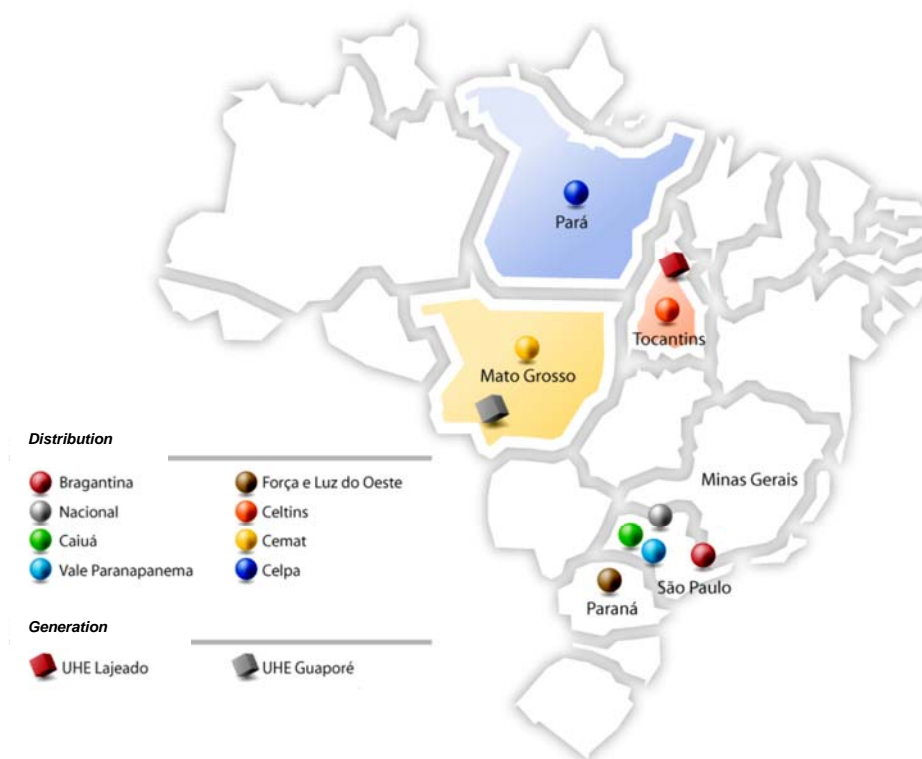 Pará
Tocantins
Mato Grosso
Minas Gerais
São Paulo
Paraná
Distribution
Bragantina
Força e Luz do Oeste
Nacional
Celtins
Caiuá
Cemat
Vale Paranapanema
Celpa
Generation
UHE Lajeado
UHE Guaporé